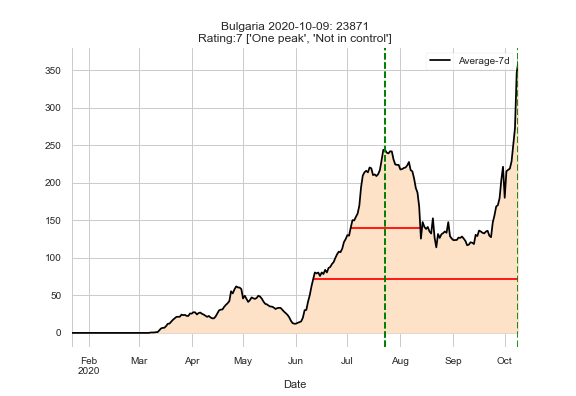 Bulgaria 2020-10-09: 23871
Rating:7 ['One peak', 'Not in control']
Average-7d
350
300
250
200
150
100
50
0
Feb Mar Apr May Jun Jul Aug Sep Oct
2020
Date